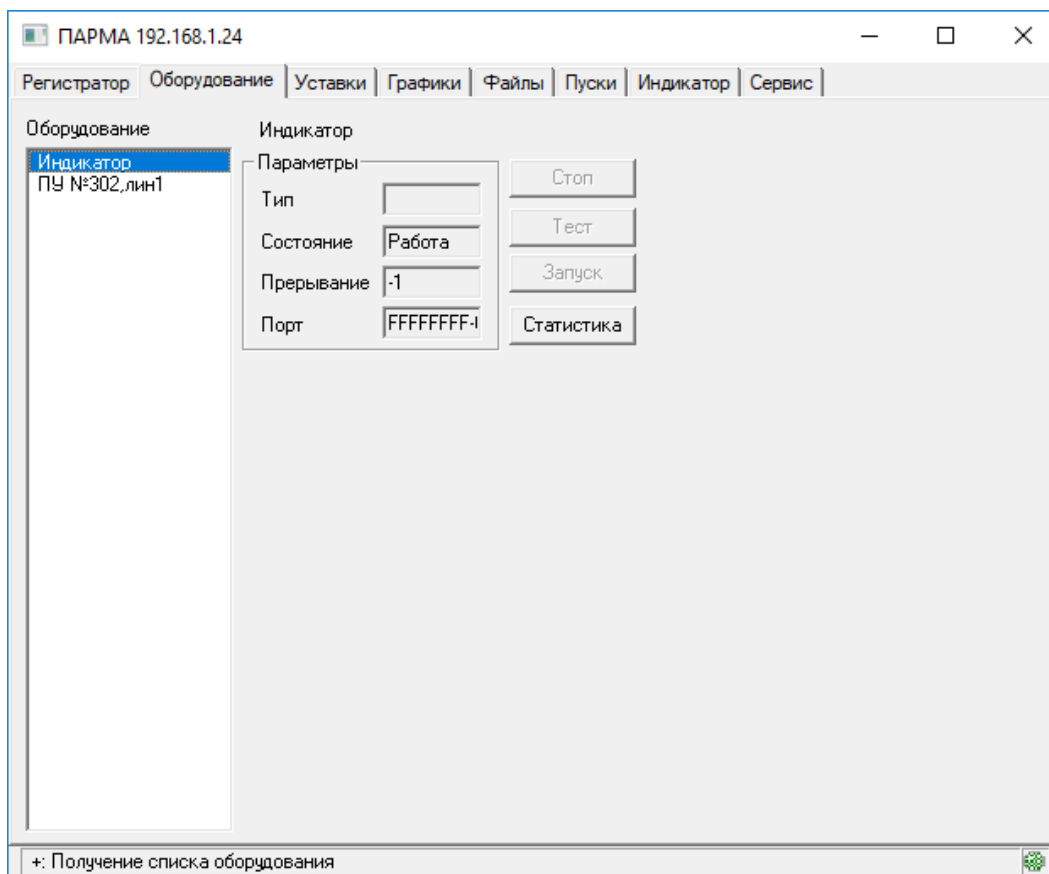 ПАРМА 192.168.1.24
Регистратор Оборудование Уставки Графики Файлы Пуски Индикатор Сервис
Оборудование
Индикатор
ПУ №302,лин1
Индикатор
Параметры
Тип
Состояние Работа
Прерывание -1
Порт FFFFFFFF-
Стоп
Тест
Запуск
Статистика
+: Получение списка оборудования